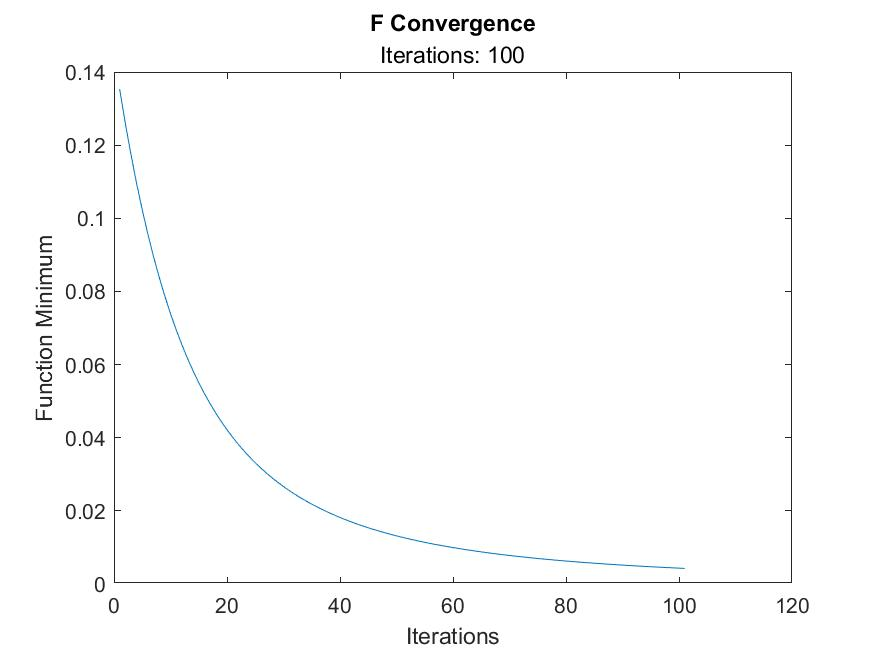 F Convergence
Iterations: 100
0.14
0.12
0.1
0.08
0.06
0.04
0.02
0
Function Minimum
0 20 40 60 80 100 120
Iterations